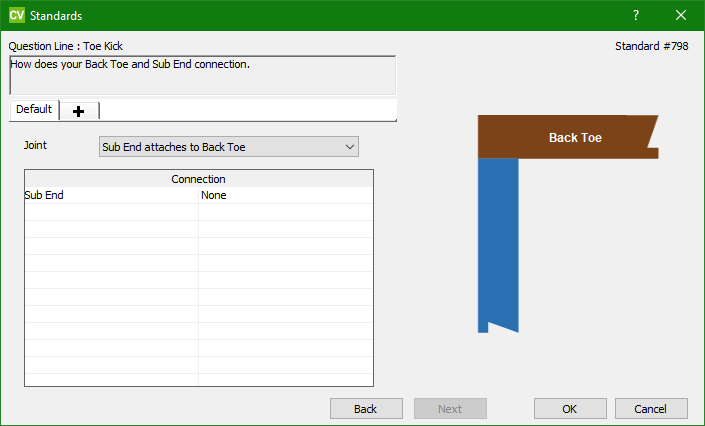 CV Standards ?
Question Line : Toe Kick Standard #798
How does your Back Toe and Sub End connection.
Default
Joint Sub End attaches to Back Toe
Back Toe
Connection
Sub End None
Back Next OK Cancel